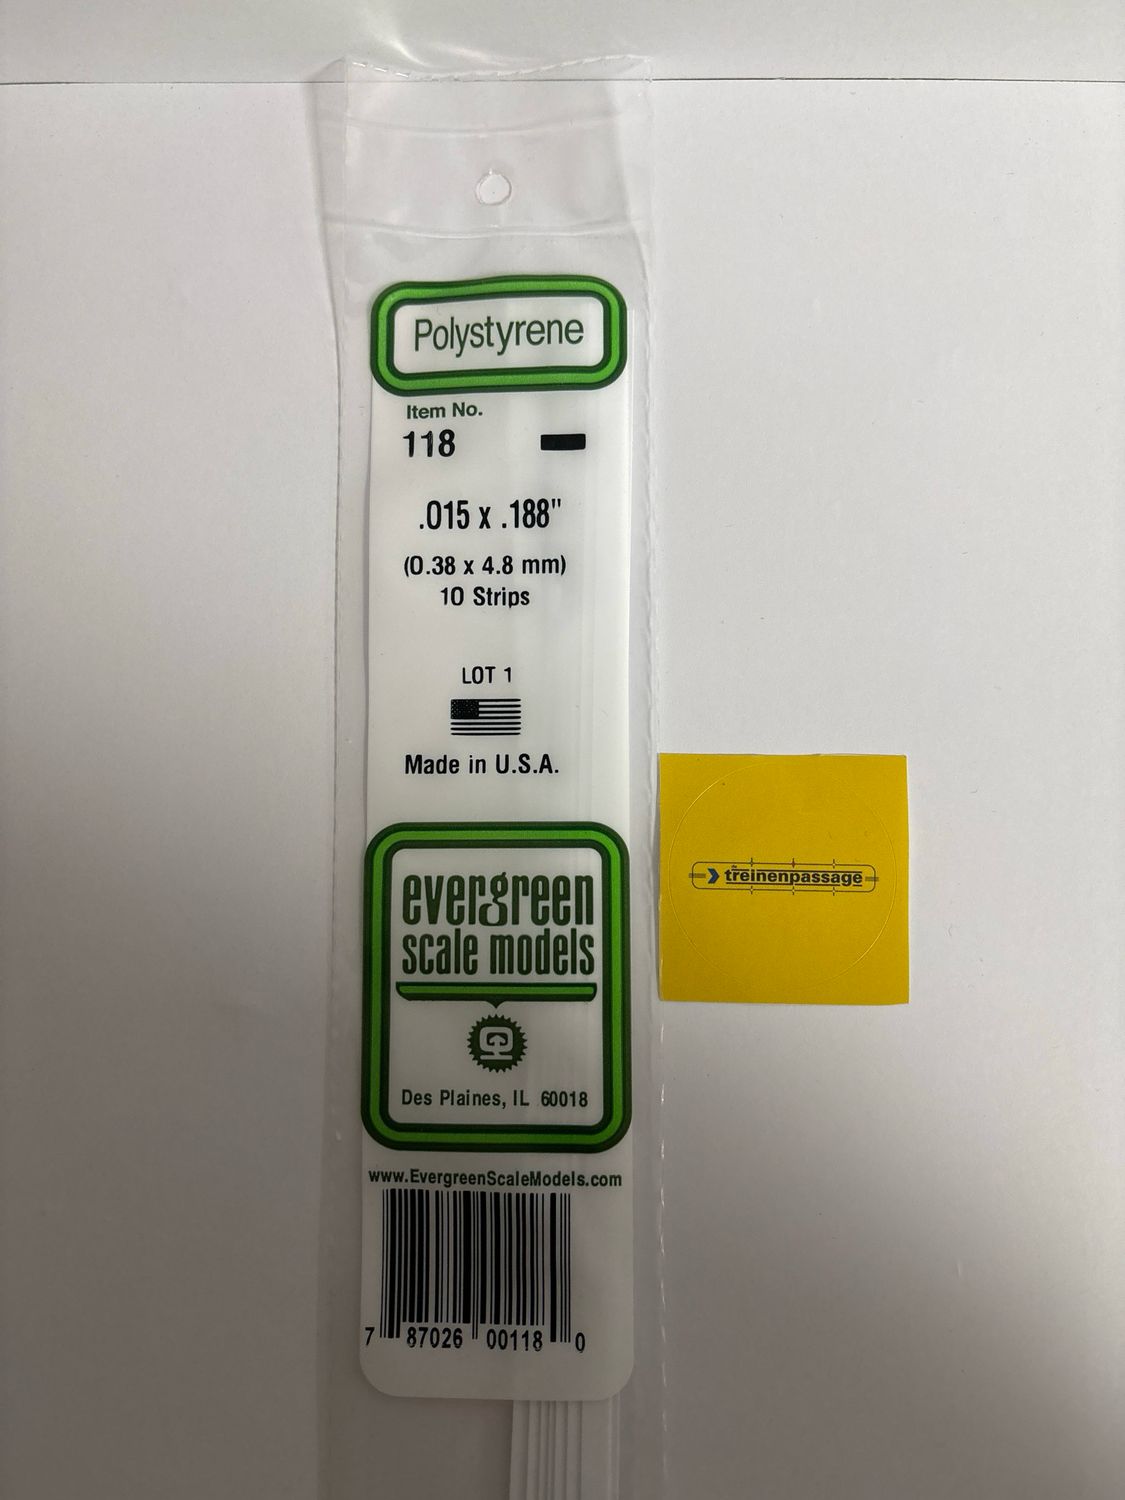 Polystyrene
Item No.
118
.015 x .188"
(0.38 x 4.8 mm)
10 Strips
LOT 1
Made in U.S.A.
evergreen
scale models
Des Plaines, IL 60018
www.EvergreenScaleModels.com
7 87026 00118 0
de
treinenpassage